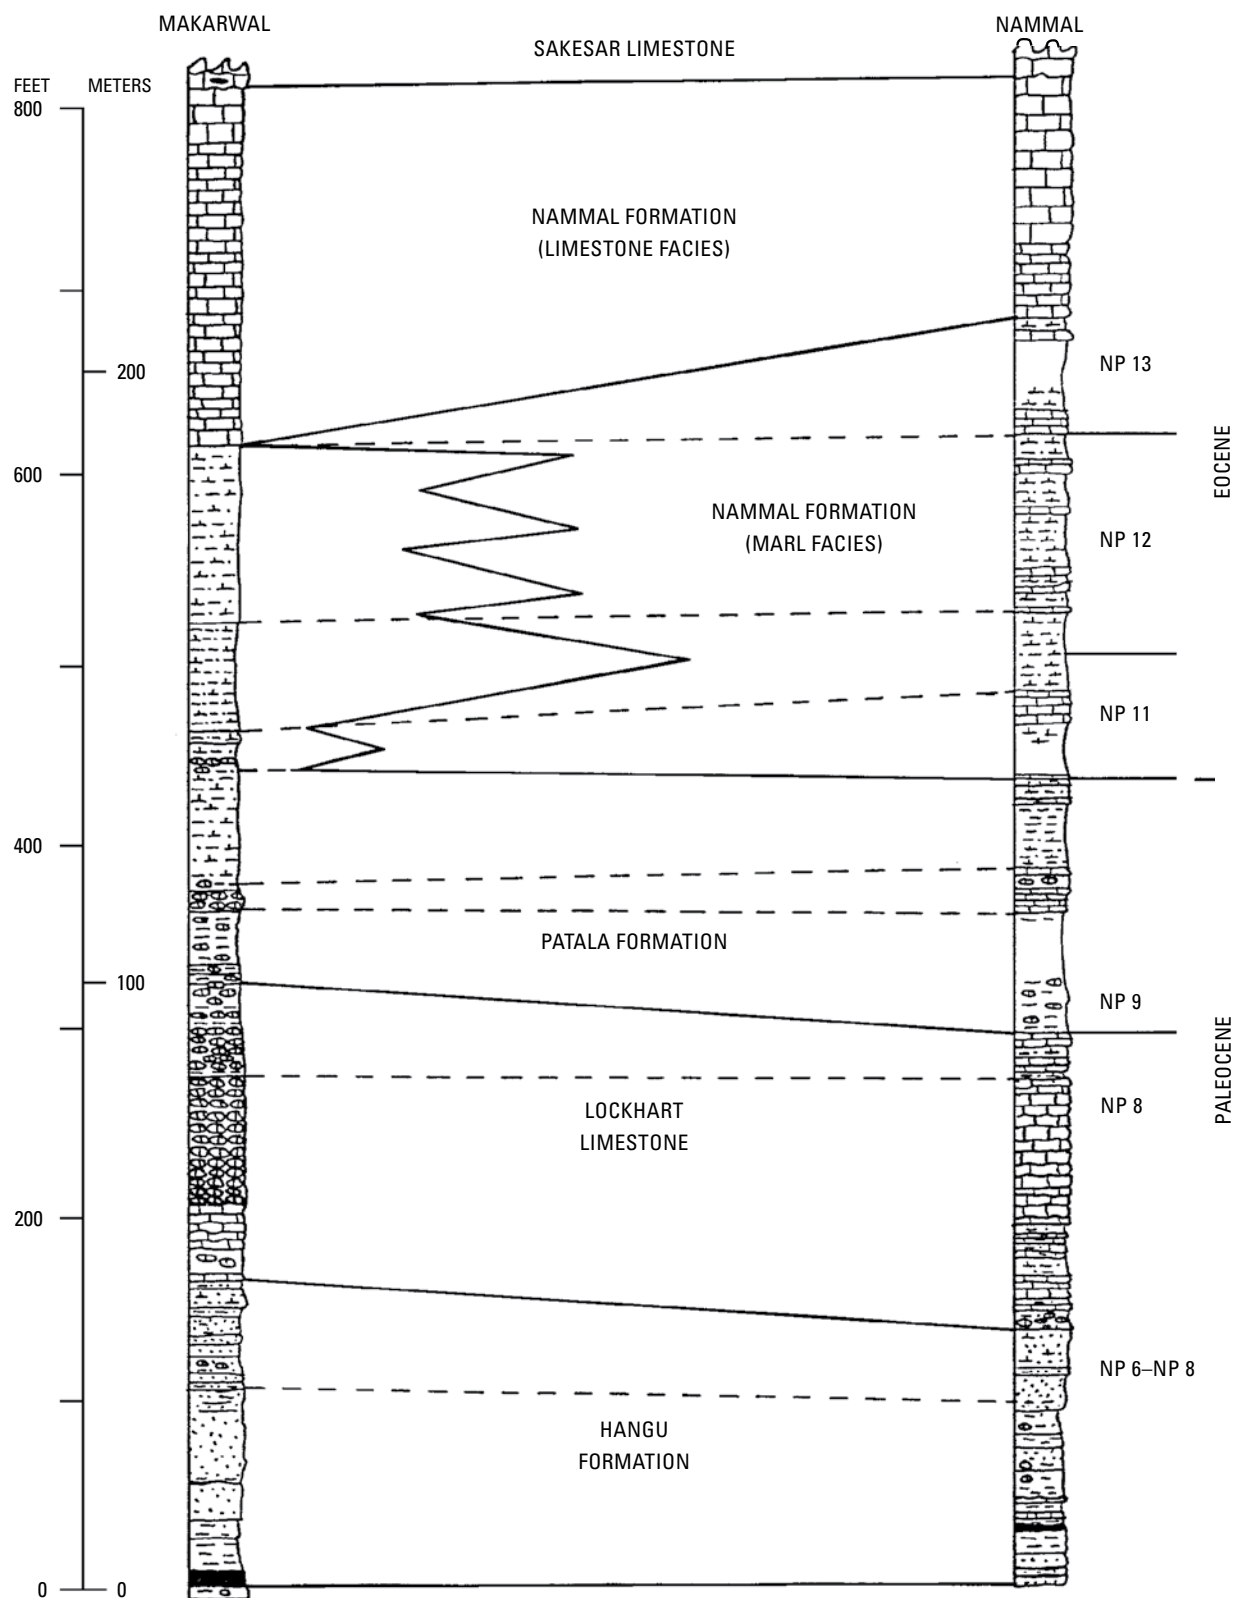 MAKARWAL
NAMMAL
SAKESAR LIMESTONE
FEET
METERS
800
NAMMAL FORMATION
(LIMESTONE FACIES)
200
NP 13
EOCENE
600
NAMMAL FORMATION
(MARL FACIES)
NP 12
NP 11
400
PATALA FORMATION
100
NP 9
PALEOCENE
LOCKHART
LIMESTONE
NP 8
200
NP 6–NP 8
HANGU
FORMATION
0
0